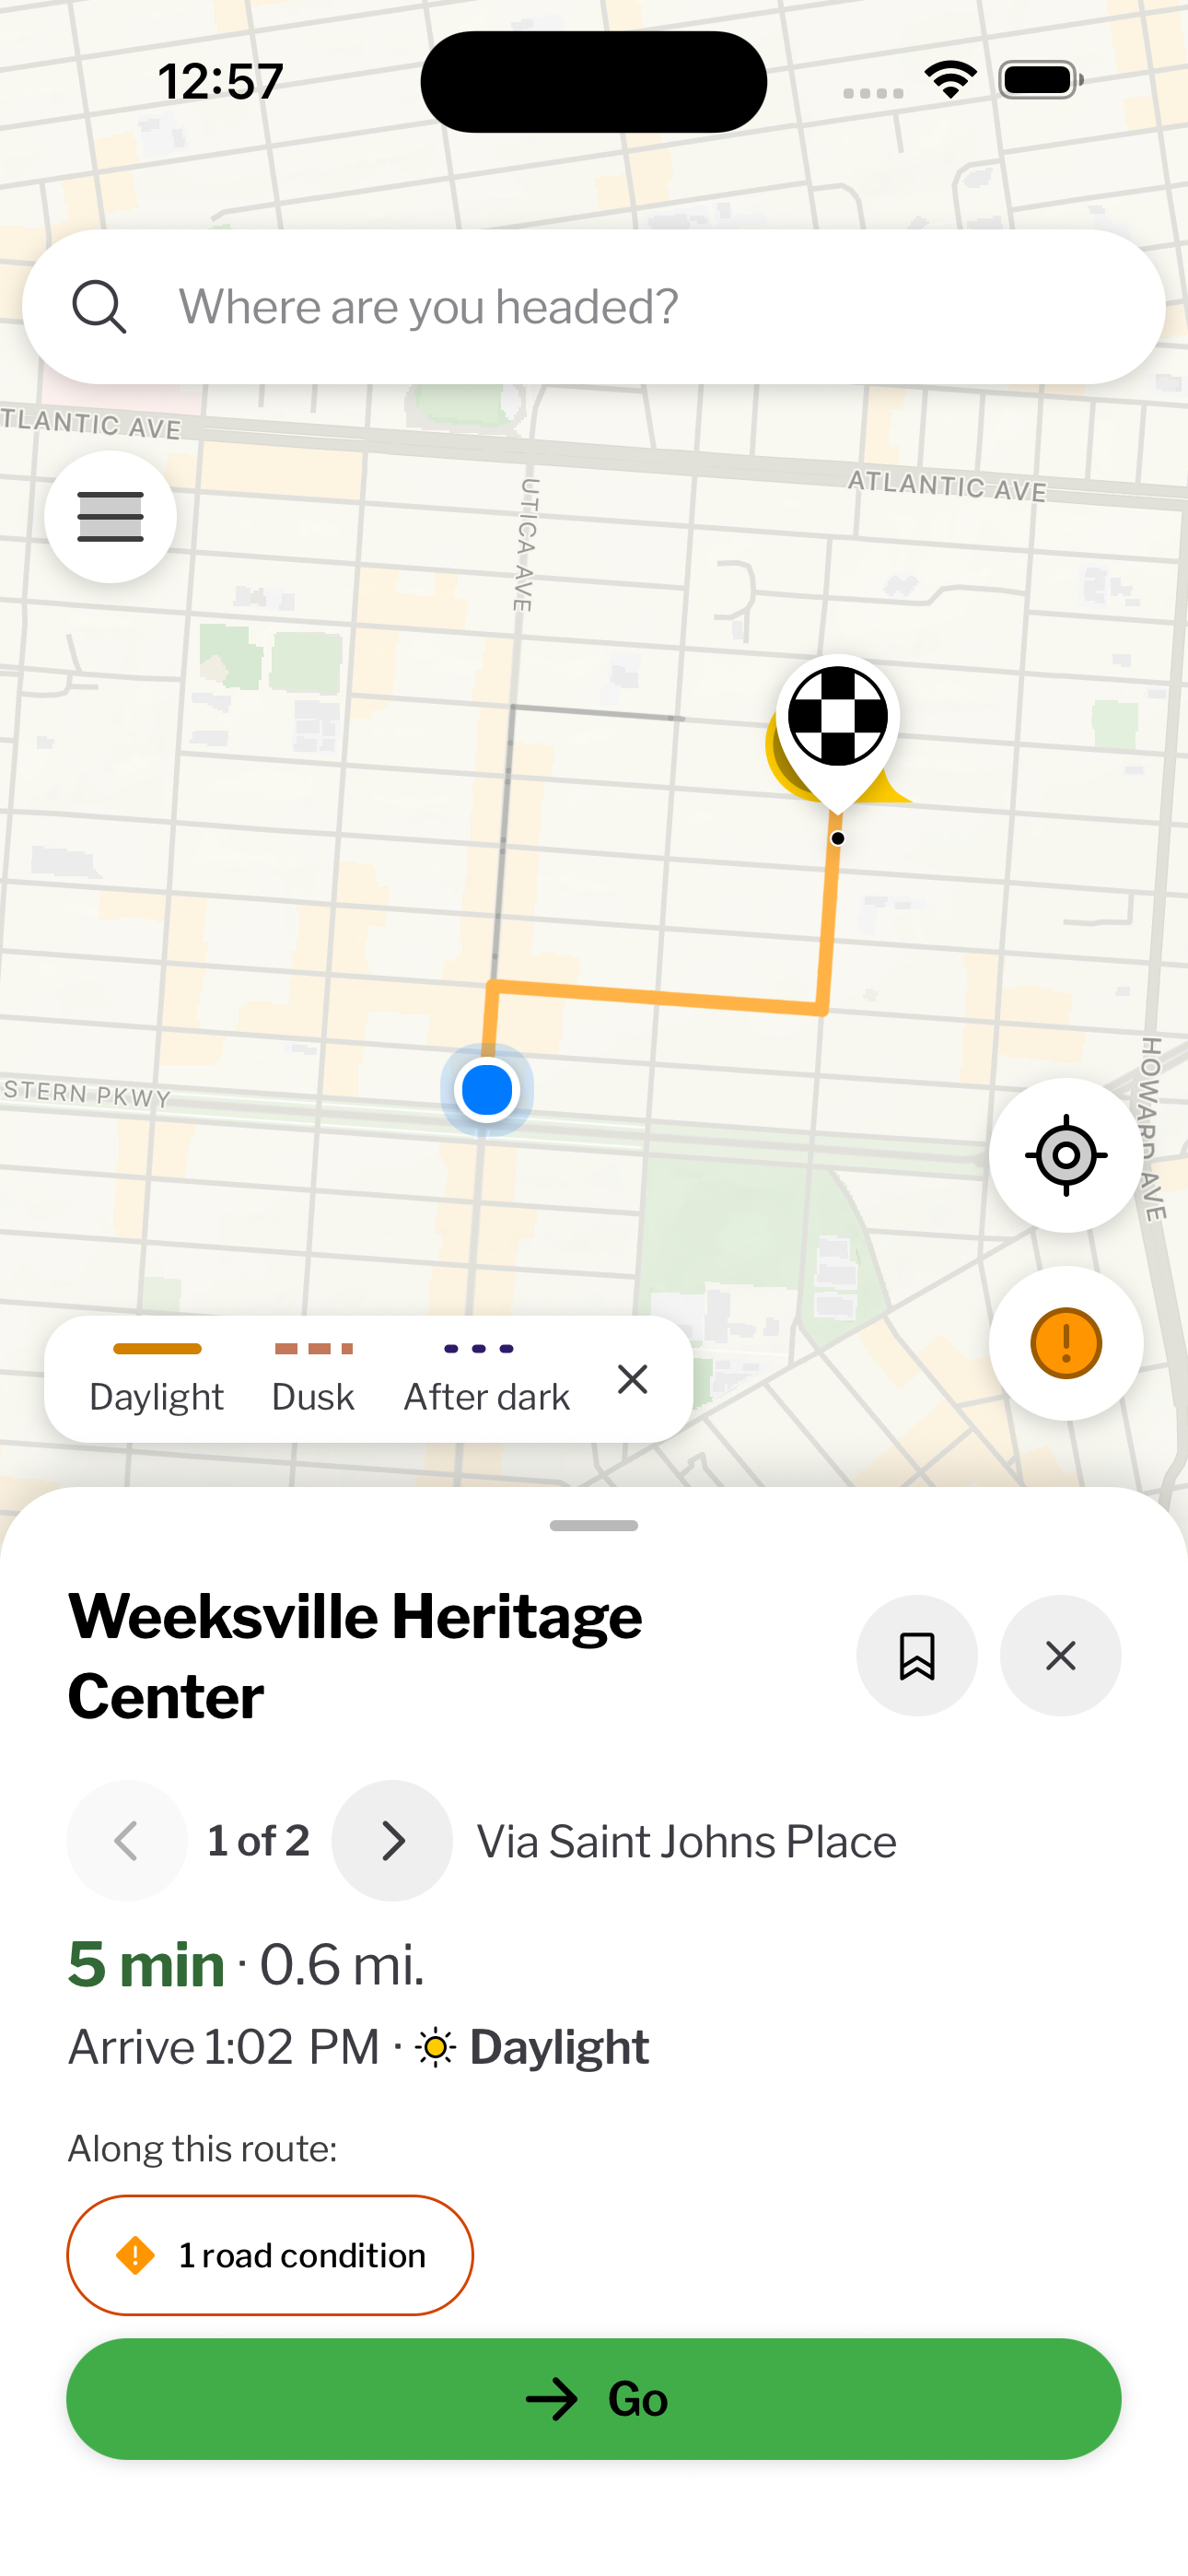 12:57
Where are you headed?
TLANTIC AVE
ATLANTIC AVE
UTICA AVE
STERN PKWY
HOWARD AVE
Daylight
Dusk
After dark
Weeksville Heritage
Center
1 of 2
Via Saint Johns Place
5 min · 0.6 mi.
Arrive 1:02 PM · Daylight
Along this route:
1 road condition
Go